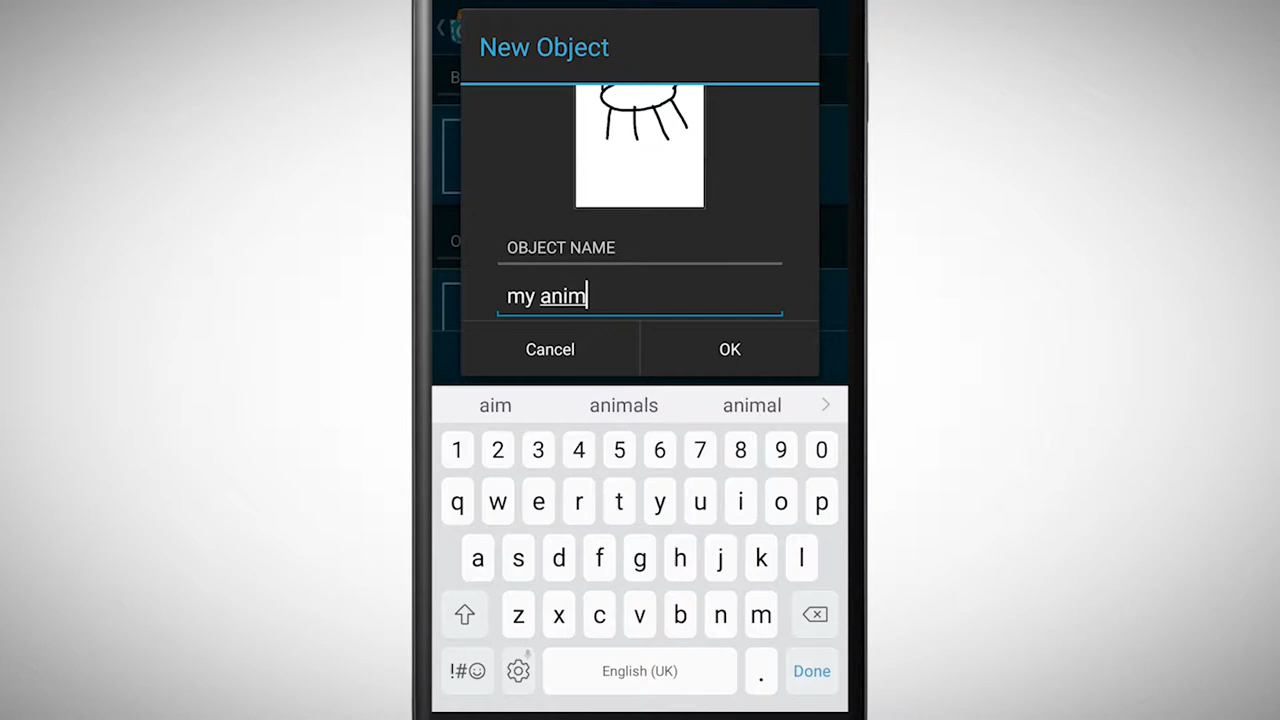 New Object
B
O
OBJECT NAME
my anim
Cancel OK
aim animals animal
1 2 3 4 5 6 7 8 9 0
q w e r t y u i o p
a s d f g h j k l
z x c v b n m
!#☺ English (UK) . Done